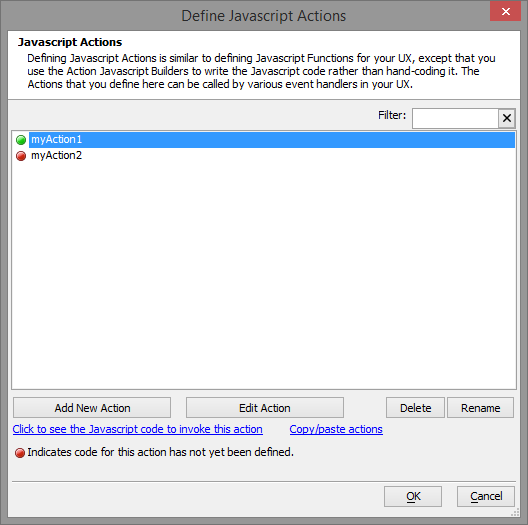 Define Javascript Actions
Javascript Actions
Defining Javascript Actions is similar to defining Javascript Functions for your UX, except that you
use the Action Javascript Builders to write the Javascript code rather than hand-coding it. The
Actions that you define here can be called by various event handlers in your UX.
Filter:
myAction1
myAction2
Add New Action Edit Action Delete Rename
Click to see the Javascript code to invoke this action Copy/paste actions
Indicates code for this action has not yet been defined.
OK Cancel